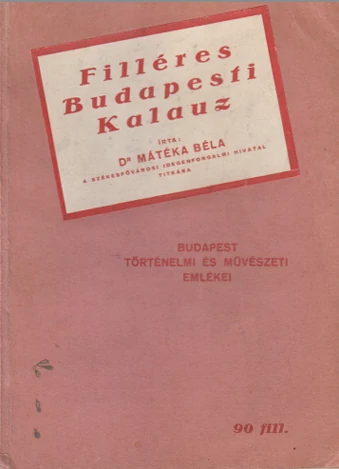 Filléres
Budapesti
Kalauz
ÍRTA:
Dᴿ MÁTÉKA BÉLA
A SZÉKESFŐVÁROSI IDEGENFORGALMI HIVATAL
TITKÁRA
BUDAPEST
TÖRTÉNELMI ÉS MŰVÉSZETI
EMLÉKEI
90 fill.